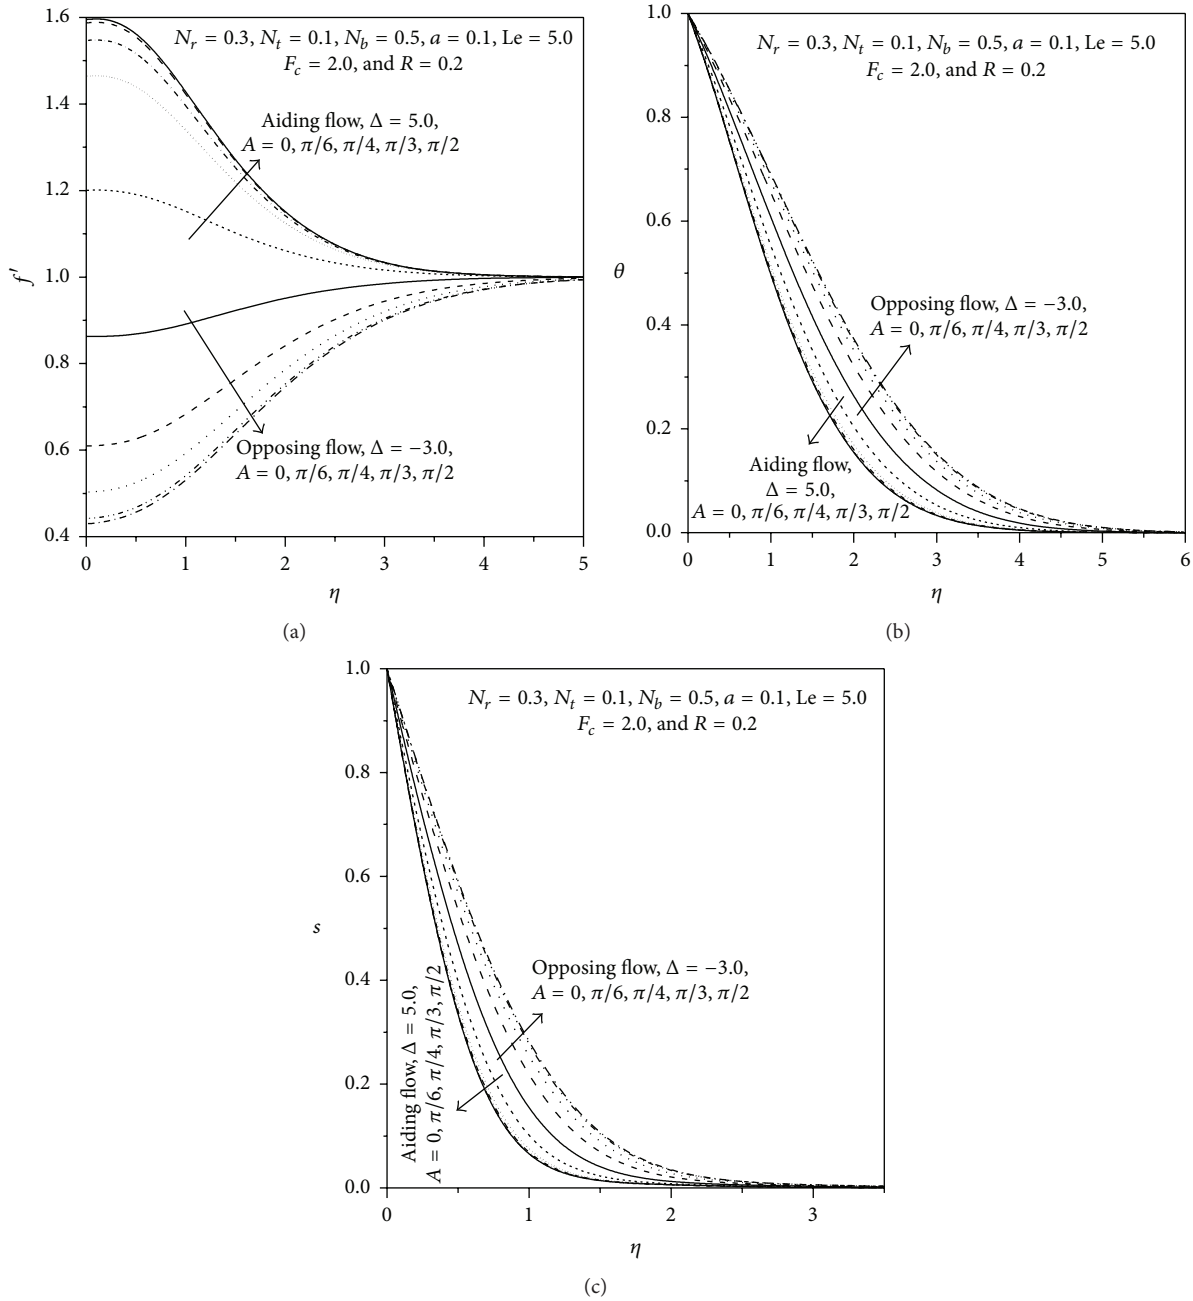 1.6
1.4
1.2
1.0
0.8
0.6
0.4
f′
N_r = 0.3, N_t = 0.1, N_b = 0.5, a = 0.1, Le = 5.0
F_c = 2.0, and R = 0.2
Aiding flow, Δ = 5.0,
A = 0, π/6, π/4, π/3, π/2
Opposing flow, Δ = −3.0,
A = 0, π/6, π/4, π/3, π/2
0 1 2 3 4 5
η
(a)
1.0
0.8
0.6
0.4
0.2
0.0
θ
N_r = 0.3, N_t = 0.1, N_b = 0.5, a = 0.1, Le = 5.0
F_c = 2.0, and R = 0.2
Opposing flow, Δ = −3.0,
A = 0, π/6, π/4, π/3, π/2
Aiding flow,
Δ = 5.0,
A = 0, π/6, π/4, π/3, π/2
0 1 2 3 4 5 6
η
(b)
1.0
0.8
0.6
0.4
0.2
0.0
s
N_r = 0.3, N_t = 0.1, N_b = 0.5, a = 0.1, Le = 5.0
F_c = 2.0, and R = 0.2
Opposing flow, Δ = −3.0,
A = 0, π/6, π/4, π/3, π/2
Aiding flow, Δ = 5.0,
A = 0, π/6, π/4, π/3, π/2
0 1 2 3
η
(c)